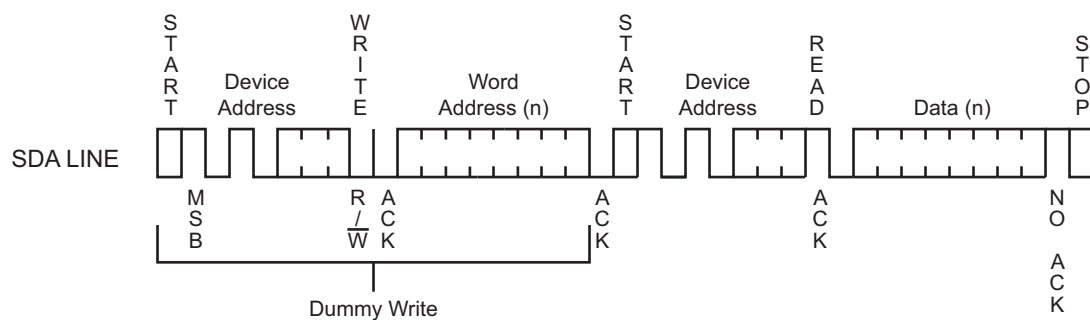 START
WRITE
START
READ
STOP
Device
Address
Word
Address (n)
Device
Address
Data (n)
SDA LINE
MSB
R/W
ACK
ACK
ACK
NO ACK
Dummy Write